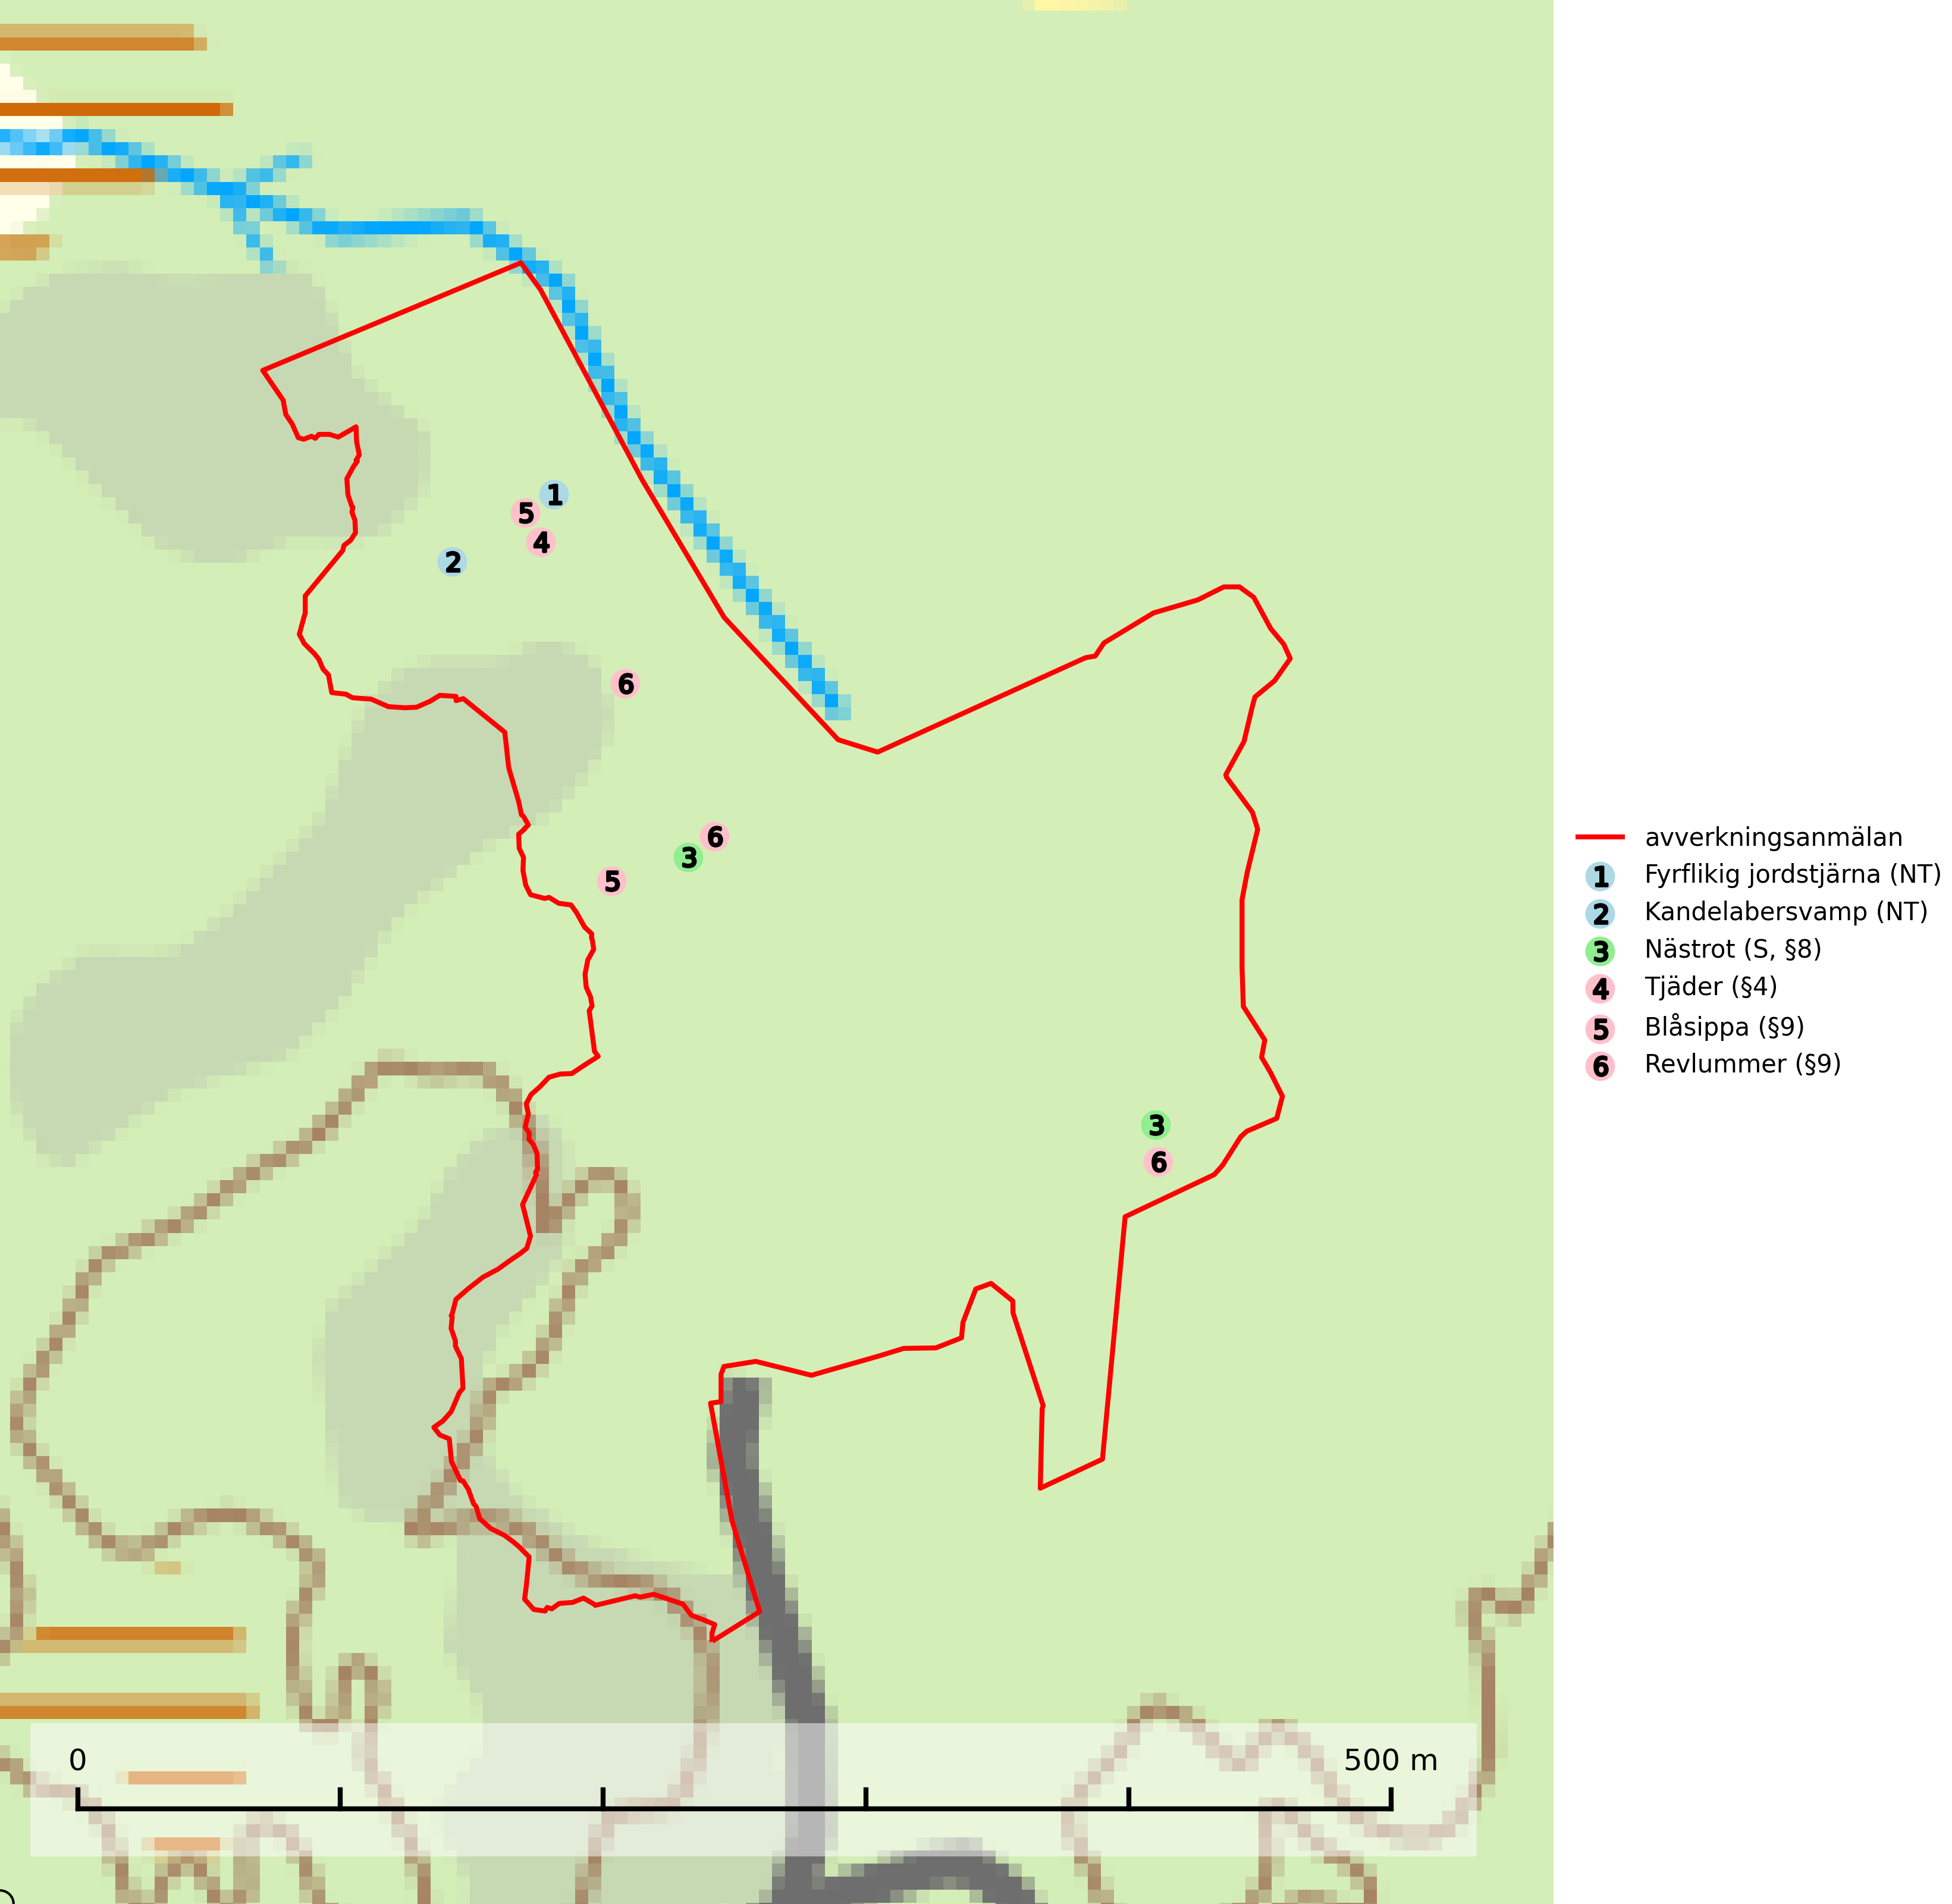 1
5
4
2
6
6
3
5
3
6
0
500 m
avverkningsanmälan
1 Fyrflikig jordstjärna (NT)
2 Kandelabersvamp (NT)
3 Nästrot (S, §8)
4 Tjäder (§4)
5 Blåsippa (§9)
6 Revlummer (§9)